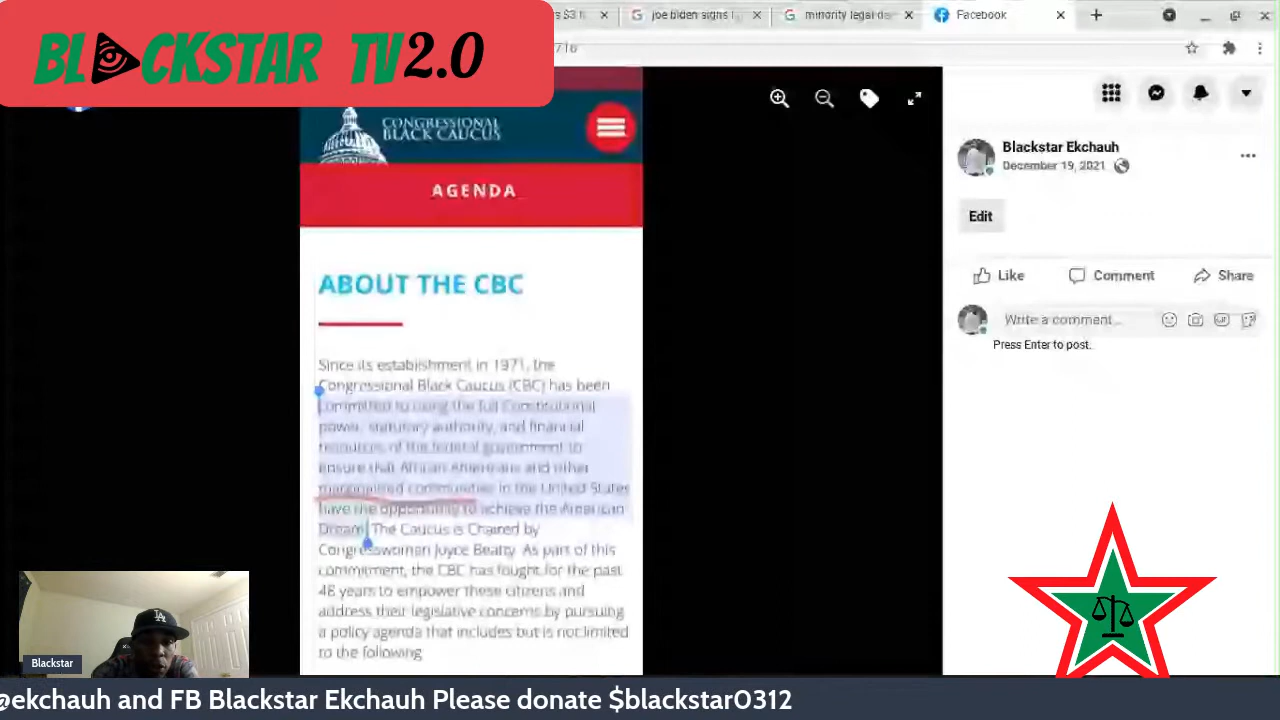 BLACKSTAR TV 2.0
s $3 t
joe biden signs
minority legal de
Facebook
716
CONGRESSIONAL
BLACK CAUCUS
AGENDA
ABOUT THE CBC
Since its establishment in 1971, the
Congressional Black Caucus (CBC) has been
committed to using the full Constitutional
power, statutory authority, and financial
resources of the federal government to
ensure that African Americans and other
marginalized communities in the United States
have the opportunity to achieve the American
Dream. The Caucus is Chaired by
Congresswoman Joyce Beatty. As part of this
commitment, the CBC has fought for the past
48 years to empower these citizens and
address their legislative concerns by pursuing
a policy agenda that includes but is not limited
to the following
Blackstar Ekchauh
December 19, 2021
Edit
Like
Comment
Share
Write a comment...
GIF
Press Enter to post.
LA
Blackstar
@ekchauh and FB Blackstar Ekchauh Please donate $blackstar0312